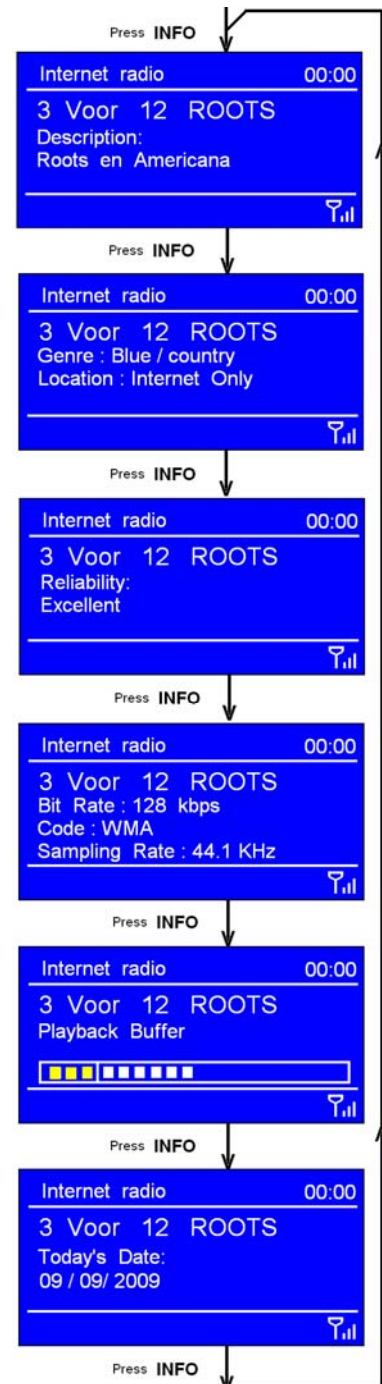 Press INFO
Internet radio 00:00
3 Voor 12 ROOTS
Description:
Roots en Americana
Press INFO
Internet radio 00:00
3 Voor 12 ROOTS
Genre : Blue / country
Location : Internet Only
Press INFO
Internet radio 00:00
3 Voor 12 ROOTS
Reliability:
Excellent
Press INFO
Internet radio 00:00
3 Voor 12 ROOTS
Bit Rate : 128 kbps
Code : WMA
Sampling Rate : 44.1 KHz
Press INFO
Internet radio 00:00
3 Voor 12 ROOTS
Playback Buffer
Press INFO
Internet radio 00:00
3 Voor 12 ROOTS
Today's Date:
09 / 09/ 2009
Press INFO